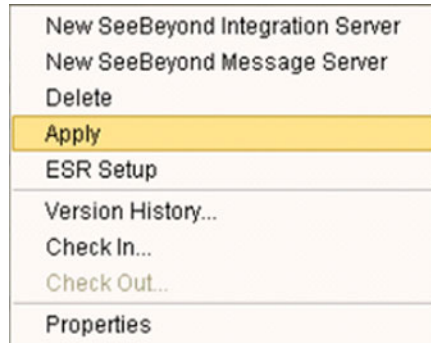 New SeeBeyond Integration Server
New SeeBeyond Message Server
Delete
Apply
ESR Setup
Version History...
Check In...
Check Out...
Properties